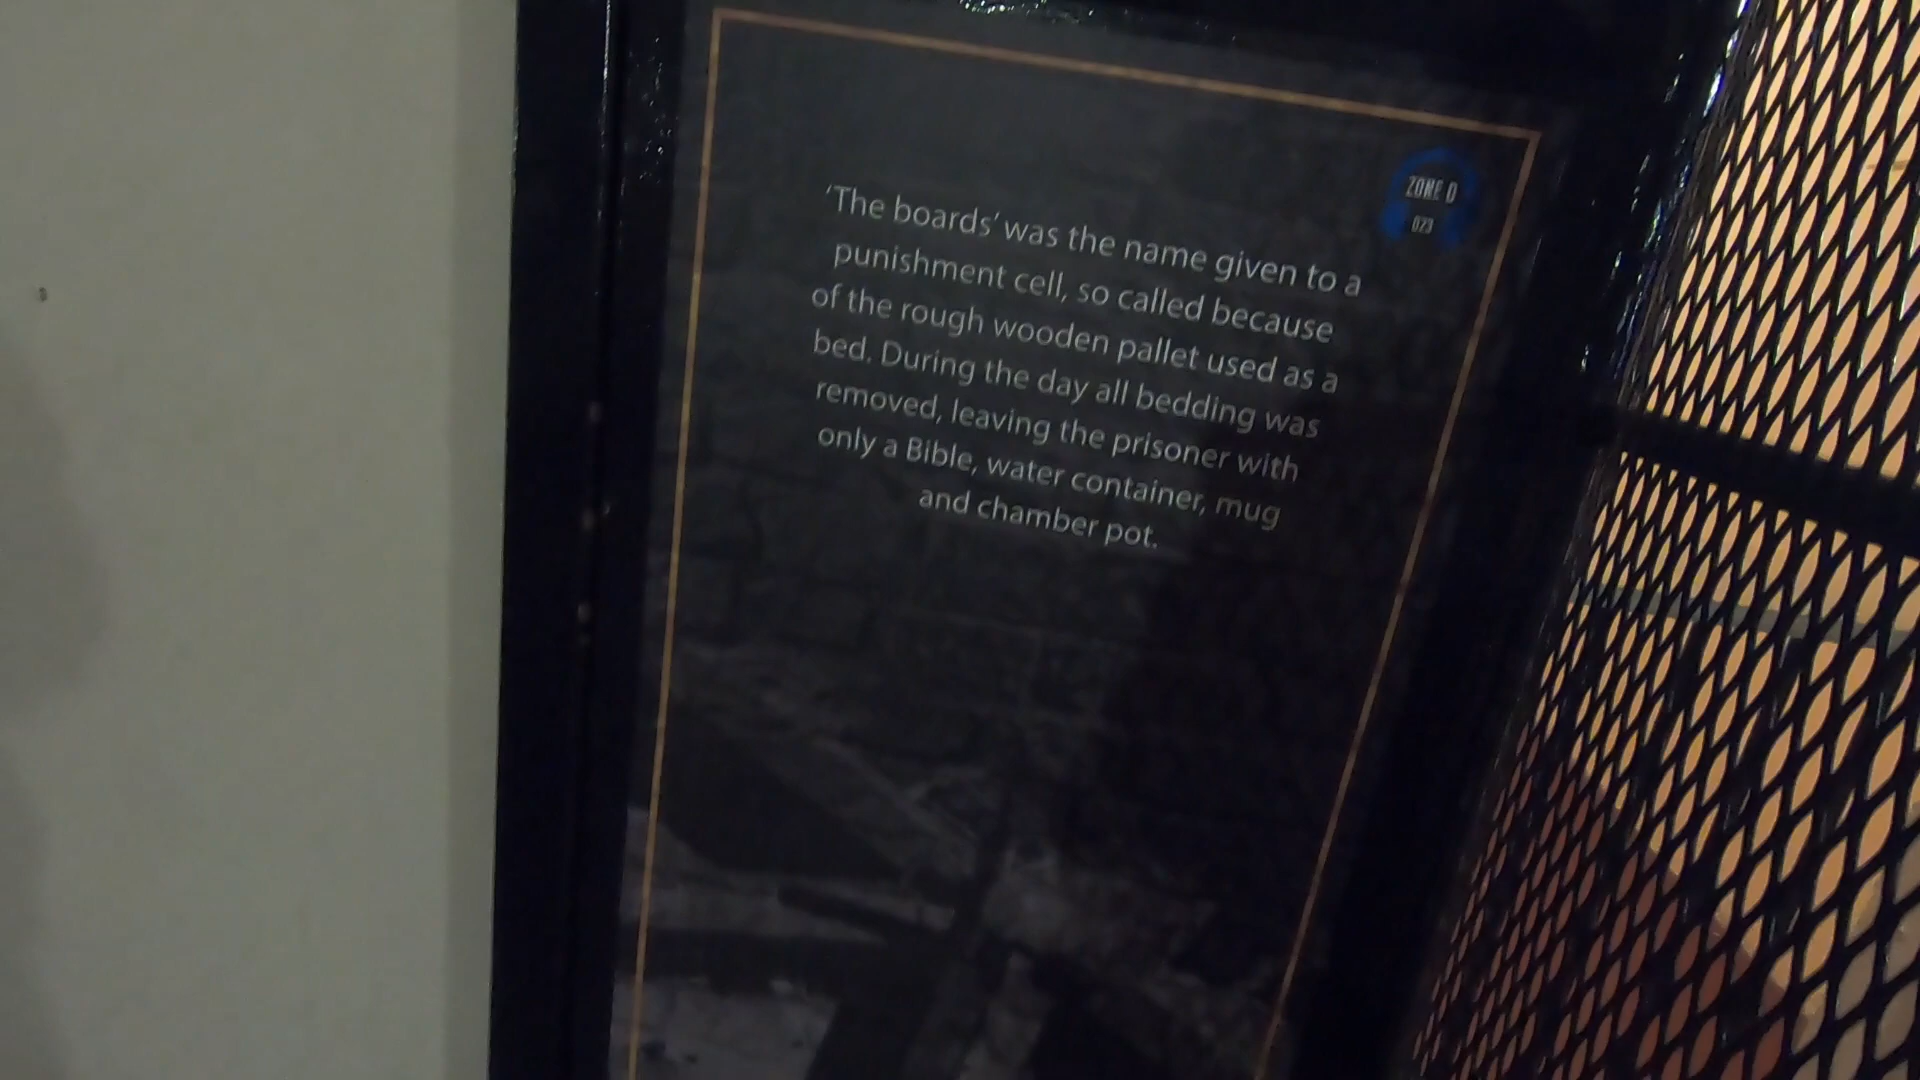 ZONE D
023
‘The boards’ was the name given to a
punishment cell, so called because
of the rough wooden pallet used as a
bed. During the day all bedding was
removed, leaving the prisoner with
only a Bible, water container, mug
and chamber pot.